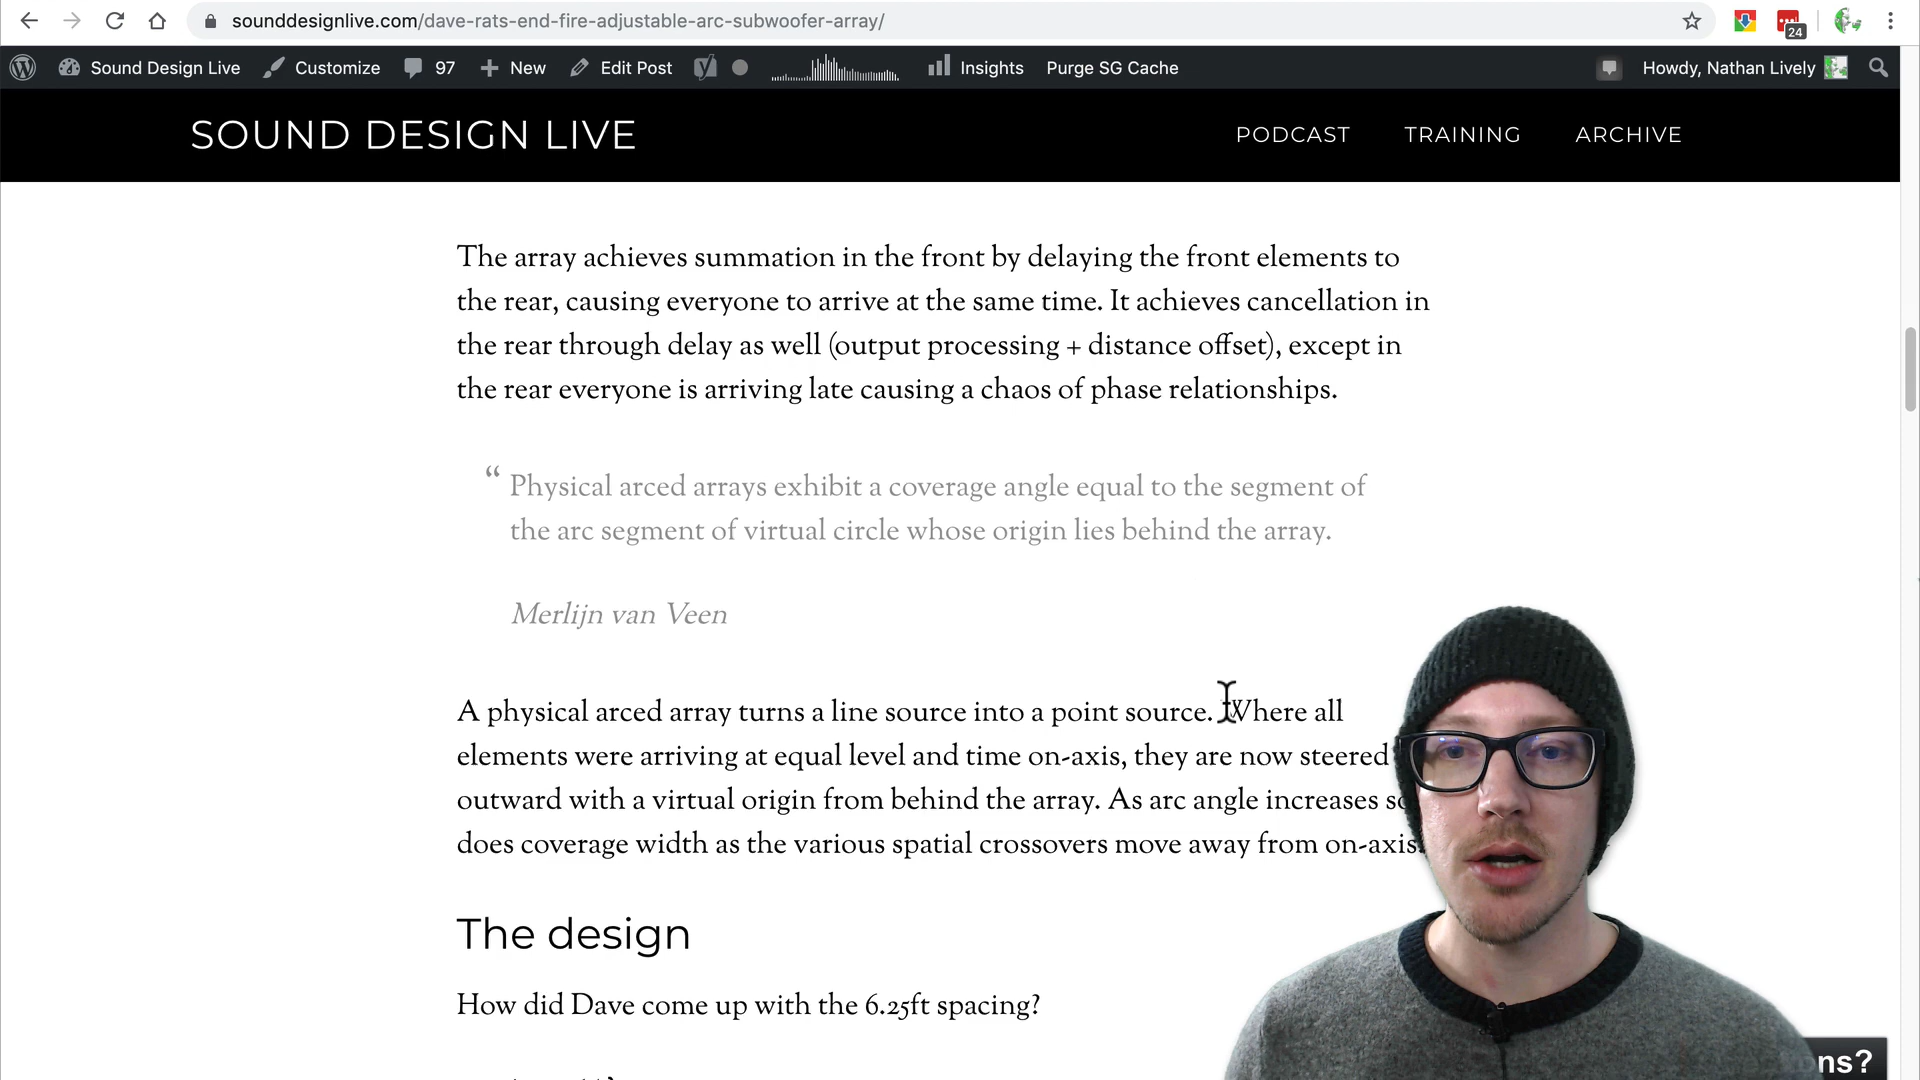 sounddesignlive.com/dave-rats-end-fire-adjustable-arc-subwoofer-array/
24
Sound Design Live Customize 97 New Edit Post Insights Purge SG Cache Howdy, Nathan Lively
SOUND DESIGN LIVE PODCAST TRAINING ARCHIVE
The array achieves summation in the front by delaying the front elements to
the rear, causing everyone to arrive at the same time. It achieves cancellation in
the rear through delay as well (output processing + distance offset), except in
the rear everyone is arriving late causing a chaos of phase relationships.
“ Physical arced arrays exhibit a coverage angle equal to the segment of
the arc segment of virtual circle whose origin lies behind the array.
Merlijn van Veen
A physical arced array turns a line source into a point source. Where all
elements were arriving at equal level and time on-axis, they are now steered
outward with a virtual origin from behind the array. As arc angle increases so
does coverage width as the various spatial crossovers move away from on-axis.
The design
How did Dave come up with the 6.25ft spacing?
ns?